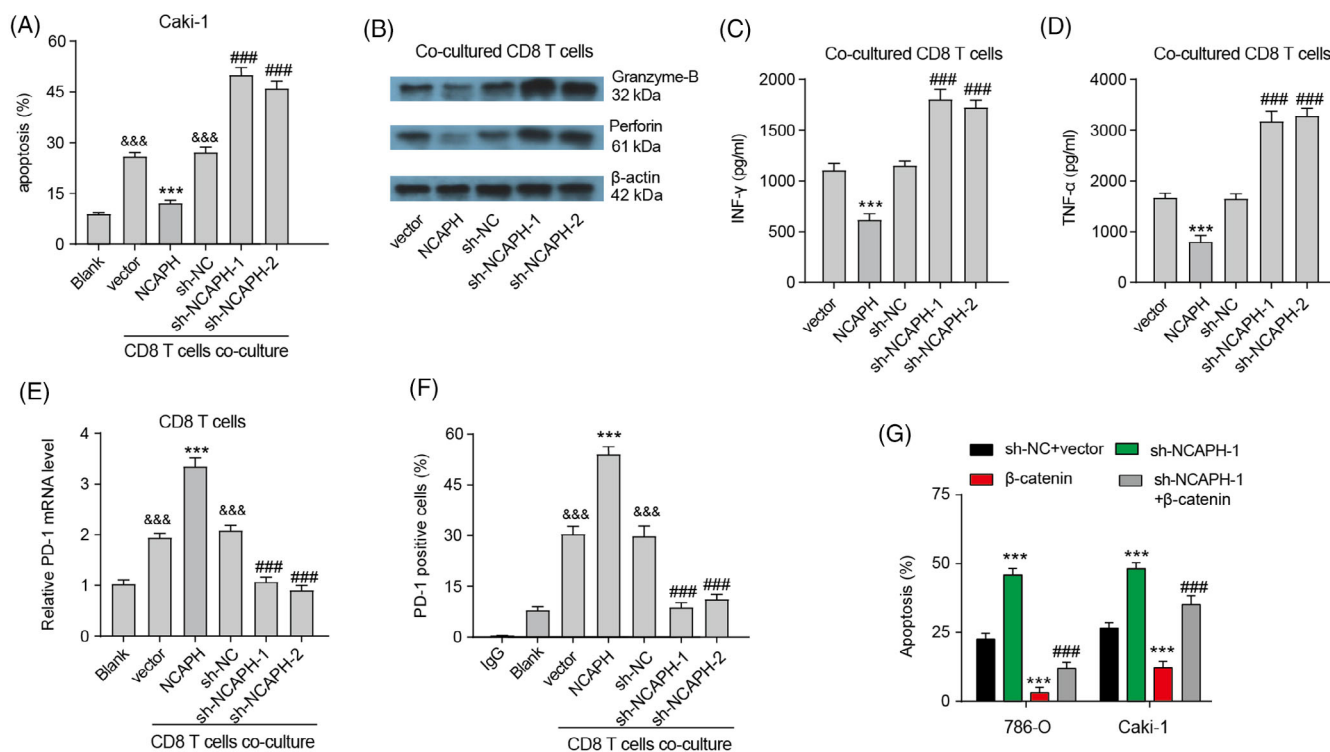 (A)
Caki-1
apoptosis (%)
60
45
30
15
0
&&&
***
&&&
###
###
Blank
vector
NCAPH
sh-NC
sh-NCAPH-1
sh-NCAPH-2
CD8 T cells co-culture
(B)
Co-cultured CD8 T cells
Granzyme-B
32 kDa
Perforin
61 kDa
β-actin
42 kDa
vector
NCAPH
sh-NC
sh-NCAPH-1
sh-NCAPH-2
(C)
Co-cultured CD8 T cells
INF-γ (pg/ml)
2000
1500
1000
500
0
***
###
###
vector
NCAPH
sh-NC
sh-NCAPH-1
sh-NCAPH-2
(D)
Co-cultured CD8 T cells
TNF-α (pg/ml)
4000
3000
2000
1000
0
***
###
###
vector
NCAPH
sh-NC
sh-NCAPH-1
sh-NCAPH-2
(E)
CD8 T cells
Relative PD-1 mRNA level
4
3
2
1
0
&&&
***
&&&
###
###
Blank
vector
NCAPH
sh-NC
sh-NCAPH-1
sh-NCAPH-2
CD8 T cells co-culture
(F)
PD-1 positive cells (%)
60
45
30
15
0
&&&
***
&&&
###
###
IgG
Blank
vector
NCAPH
sh-NC
sh-NCAPH-1
sh-NCAPH-2
CD8 T cells co-culture
(G)
sh-NC+vector
sh-NCAPH-1
β-catenin
sh-NCAPH-1
+β-catenin
Apoptosis (%)
75
50
25
0
***
***
###
***
***
###
786-O
Caki-1